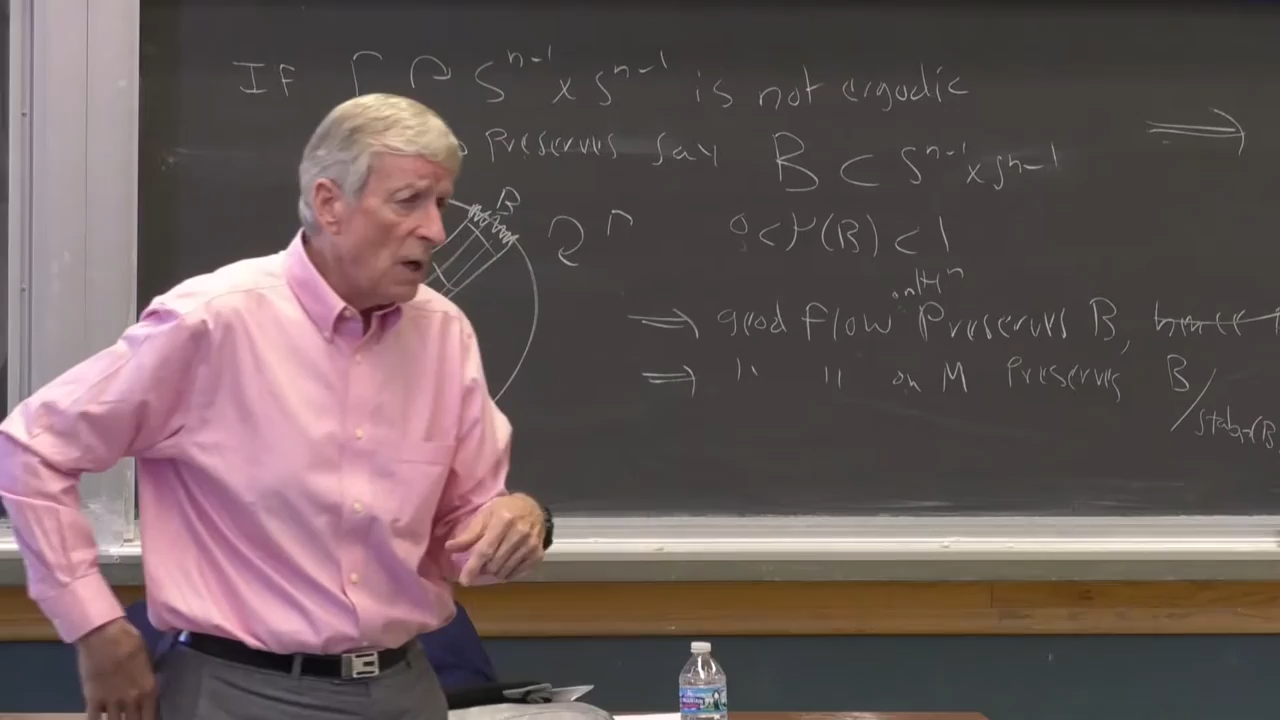 If Γ ↷ S^{n-1} × S^{n-1} is not ergodic
⟹
Preserves say B ⊂ S^{n-1} × S^{n-1}
B
↷ Γ 0 < μ(B) < 1
on H^n
⟹ geod flow Preserves B,
⟹ " " on M Preserves B / stab_Γ(B